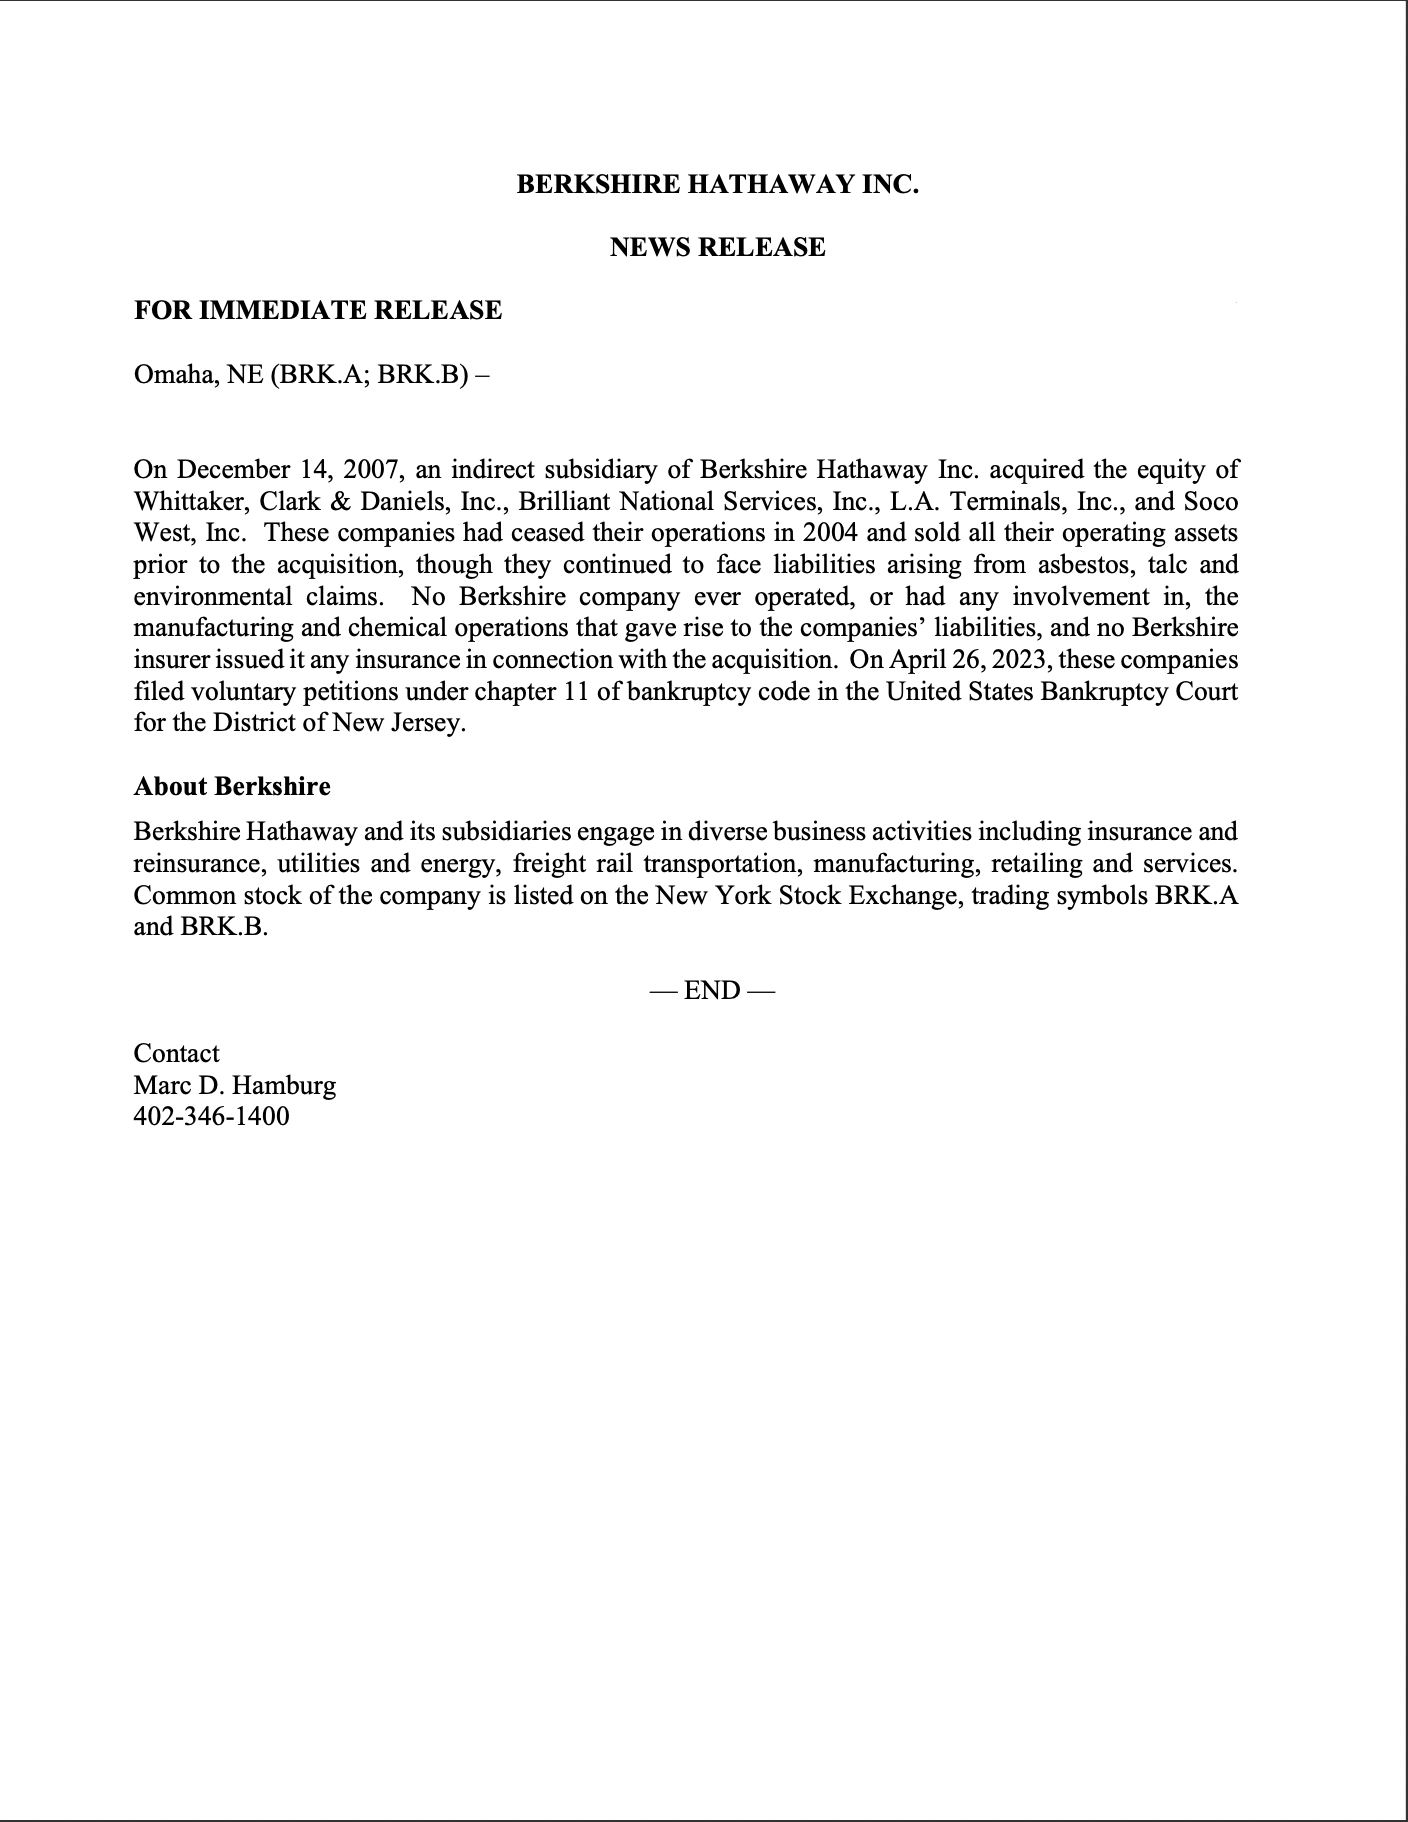 BERKSHIRE HATHAWAY INC.
NEWS RELEASE
FOR IMMEDIATE RELEASE
Omaha, NE (BRK.A; BRK.B) –
On December 14, 2007, an indirect subsidiary of Berkshire Hathaway Inc. acquired the equity of
Whittaker, Clark & Daniels, Inc., Brilliant National Services, Inc., L.A. Terminals, Inc., and Soco
West, Inc.  These companies had ceased their operations in 2004 and sold all their operating assets
prior to the acquisition, though they continued to face liabilities arising from asbestos, talc and
environmental claims.  No Berkshire company ever operated, or had any involvement in, the
manufacturing and chemical operations that gave rise to the companies’ liabilities, and no Berkshire
insurer issued it any insurance in connection with the acquisition.  On April 26, 2023, these companies
filed voluntary petitions under chapter 11 of bankruptcy code in the United States Bankruptcy Court
for the District of New Jersey.
About Berkshire
Berkshire Hathaway and its subsidiaries engage in diverse business activities including insurance and
reinsurance, utilities and energy, freight rail transportation, manufacturing, retailing and services.
Common stock of the company is listed on the New York Stock Exchange, trading symbols BRK.A
and BRK.B.
— END —
Contact
Marc D. Hamburg
402-346-1400